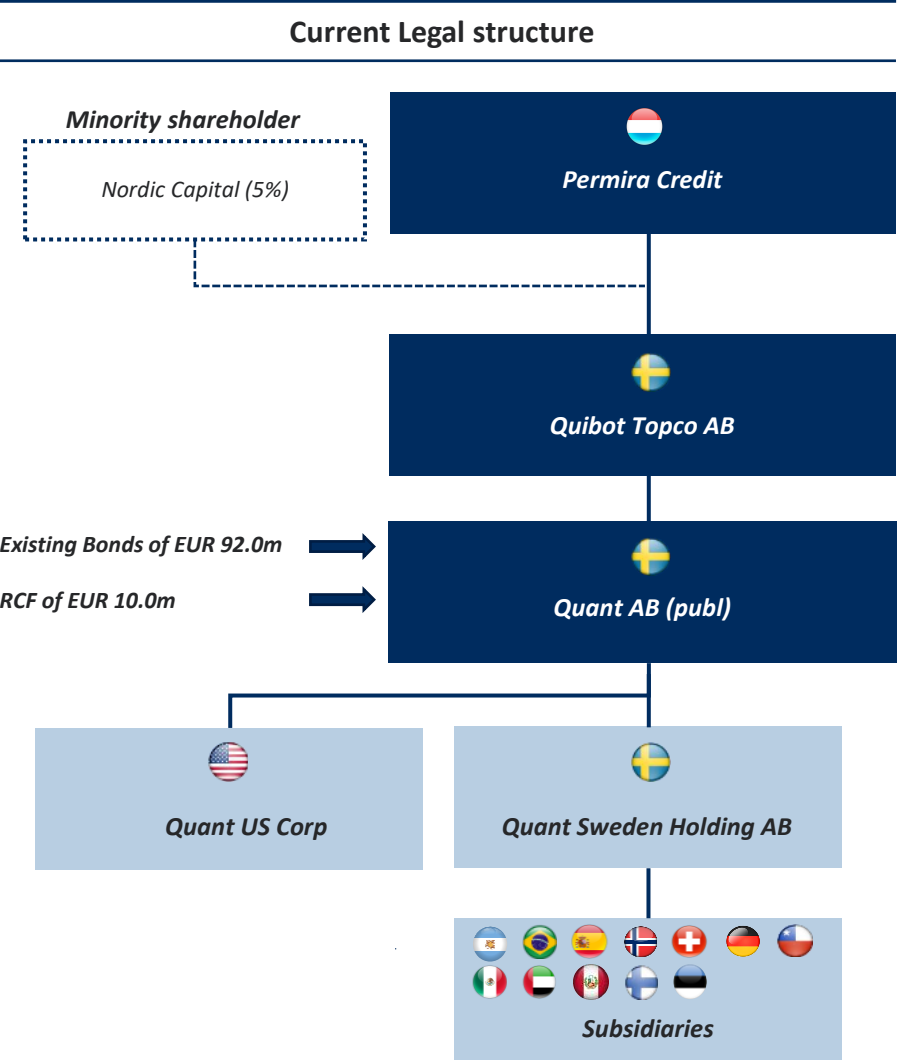 Current Legal structure
Minority shareholder
Nordic Capital (5%)
Permira Credit
Quibot Topco AB
Existing Bonds of EUR 92.0m
RCF of EUR 10.0m
Quant AB (publ)
Quant US Corp
Quant Sweden Holding AB
Subsidiaries